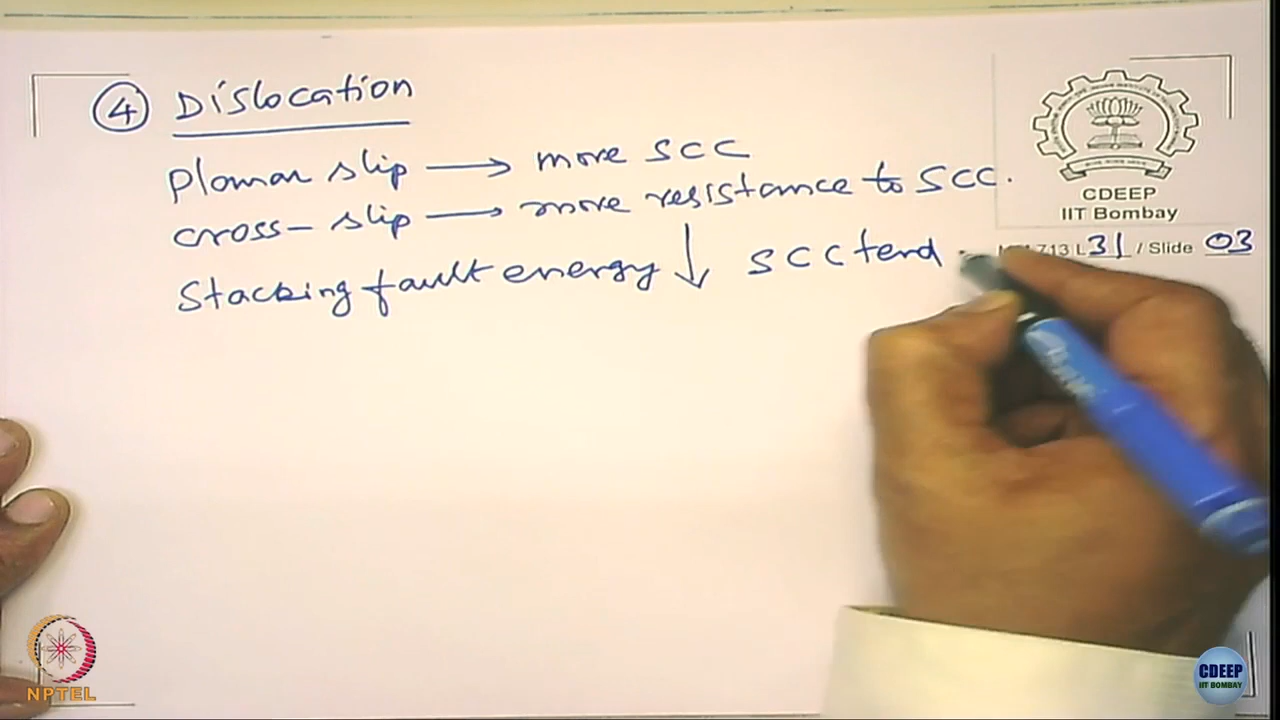 ④ Dislocation
Planar slip → more SCC
cross-slip → more resistance to SCC.
Stacking fault energy ↓ SCC tend
CDEEP
IIT Bombay
713 L 31 / Slide 03
NPTEL
CDEEP
IIT BOMBAY